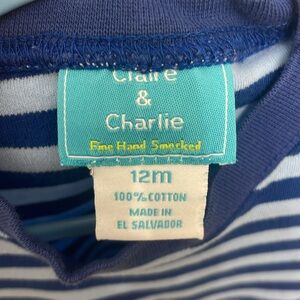 Claire
&
Charlie
Fine Hand Smocked
12m
100% COTTON
MADE IN
EL SALVADOR